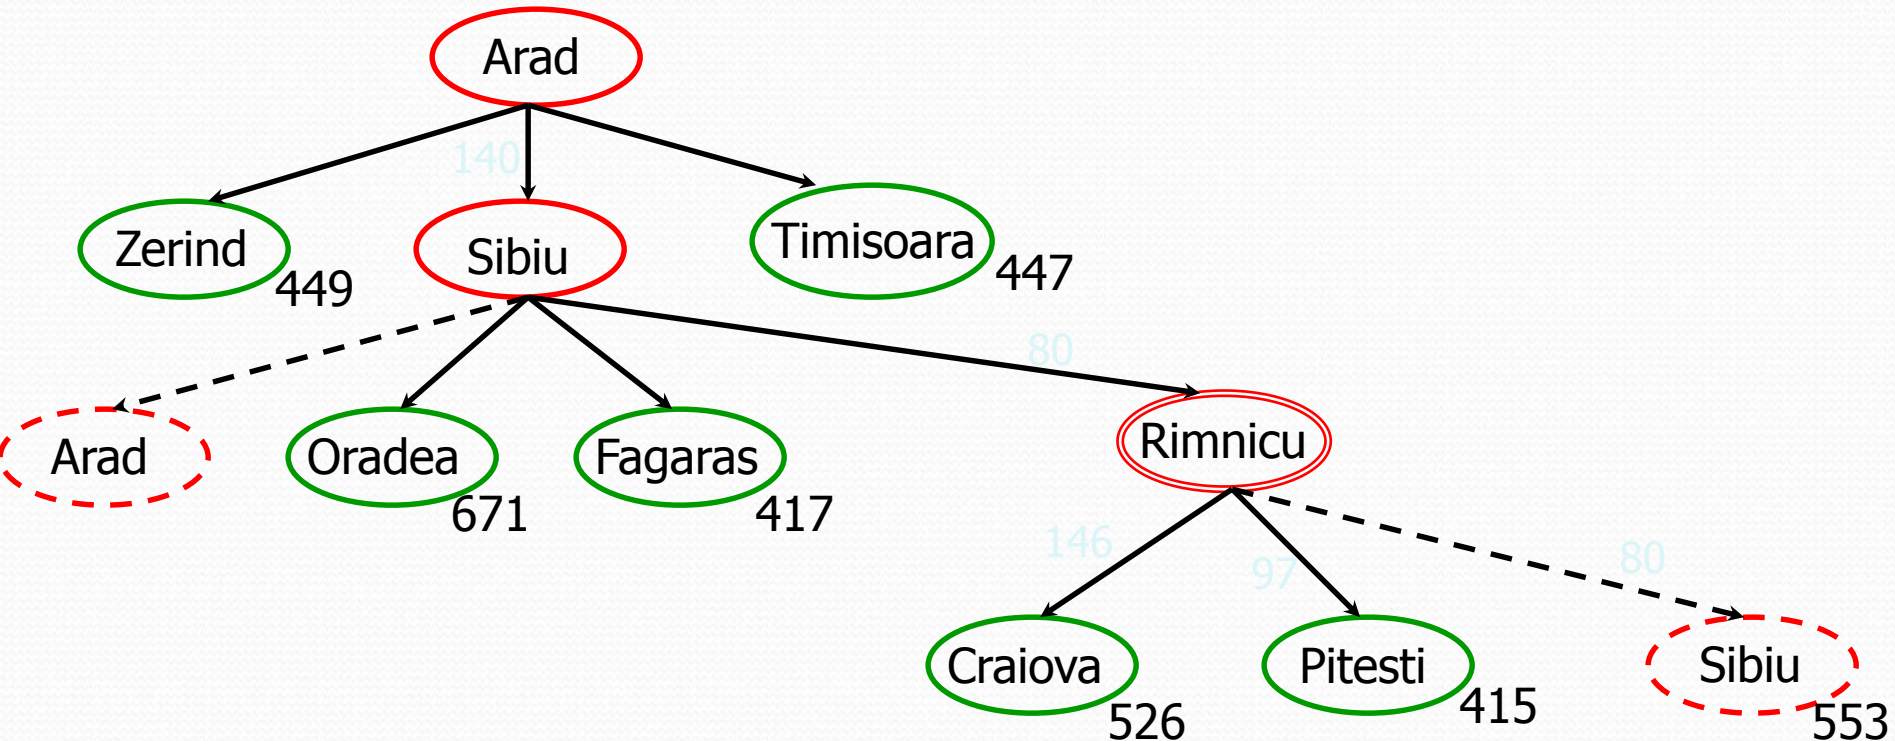 Arad
140
Zerind
Sibiu
Timisoara
449
447
80
Arad
Oradea
Fagaras
Rimnicu
671
417
146
97
80
Craiova
Pitesti
Sibiu
526
415
553